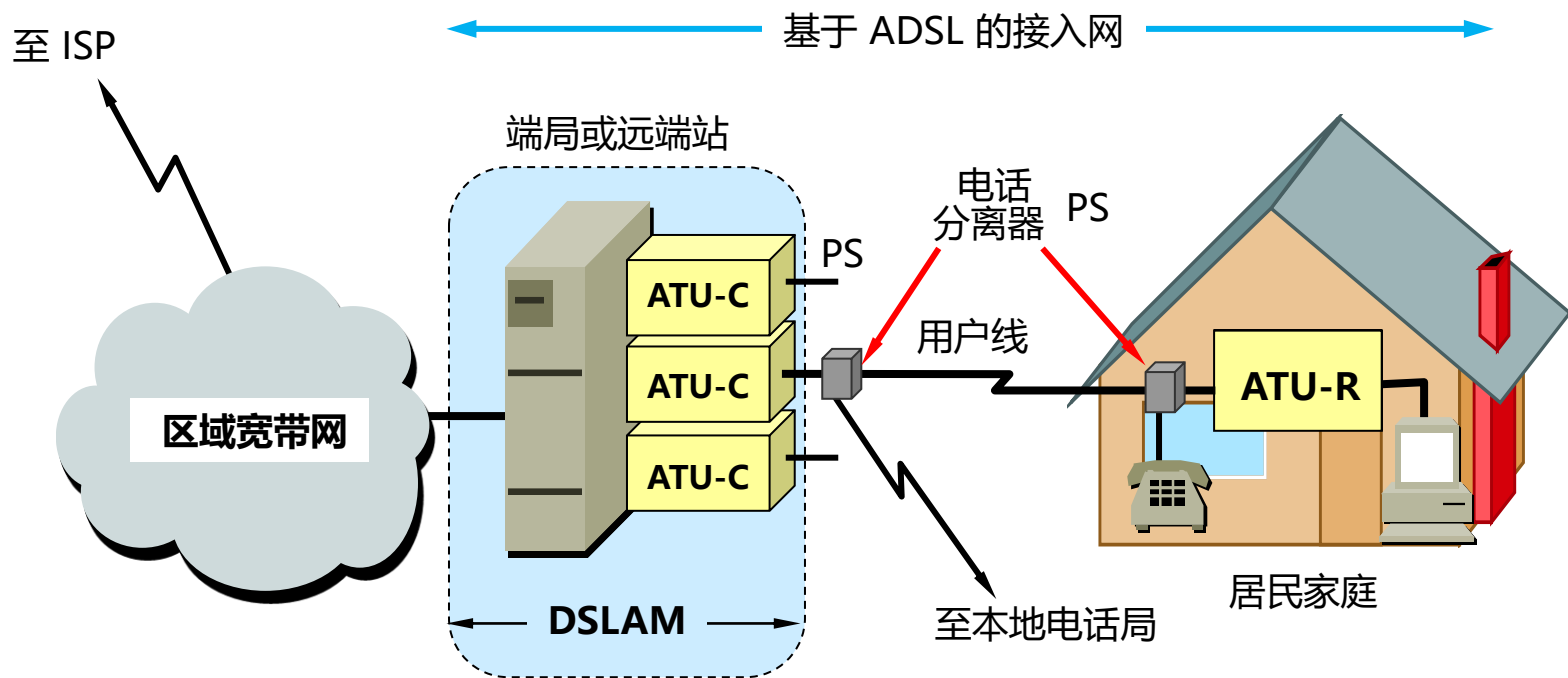 基于 ADSL 的接入网
至 ISP
端局或远端站
电话
分离器
PS
PS
ATU-C
ATU-C
ATU-C
用户线
ATU-R
区域宽带网
DSLAM
至本地电话局
居民家庭